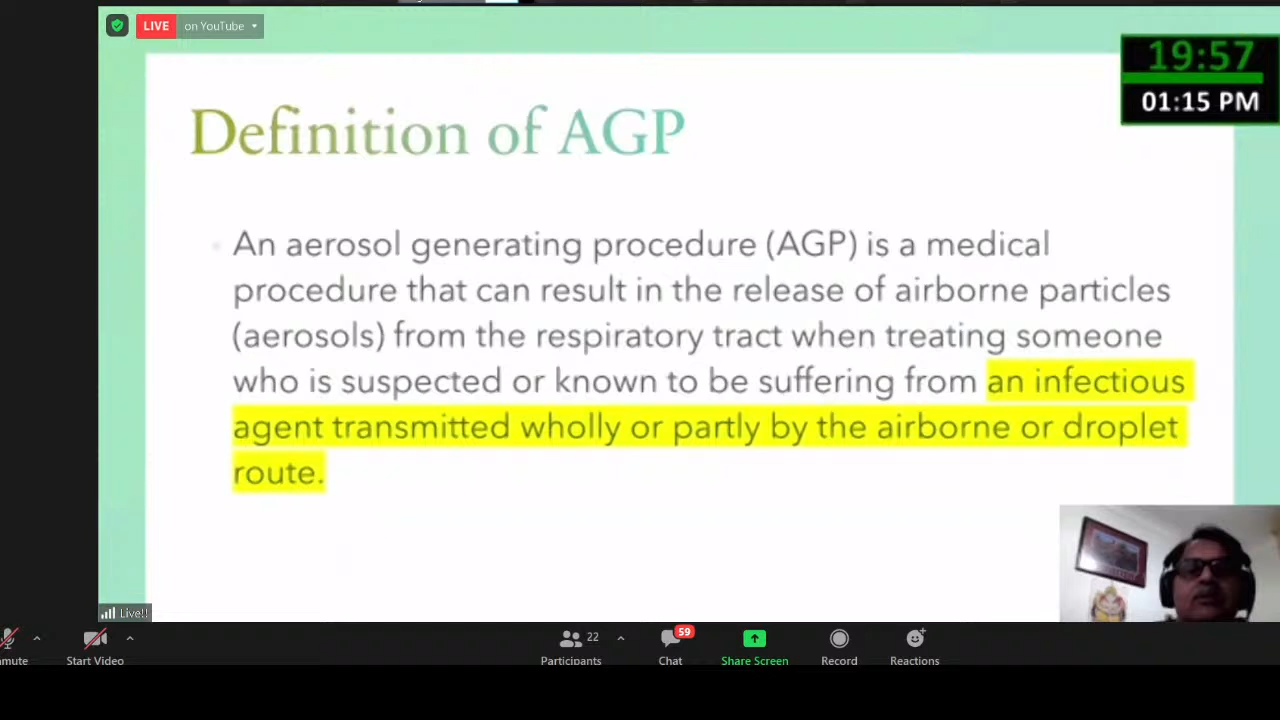 LIVE on YouTube
19:57
01:15 PM
Definition of AGP
An aerosol generating procedure (AGP) is a medical
procedure that can result in the release of airborne particles
(aerosols) from the respiratory tract when treating someone
who is suspected or known to be suffering from an infectious
agent transmitted wholly or partly by the airborne or droplet
route.
Live!!
22
59
mute Start Video Participants Chat Share Screen Record Reactions